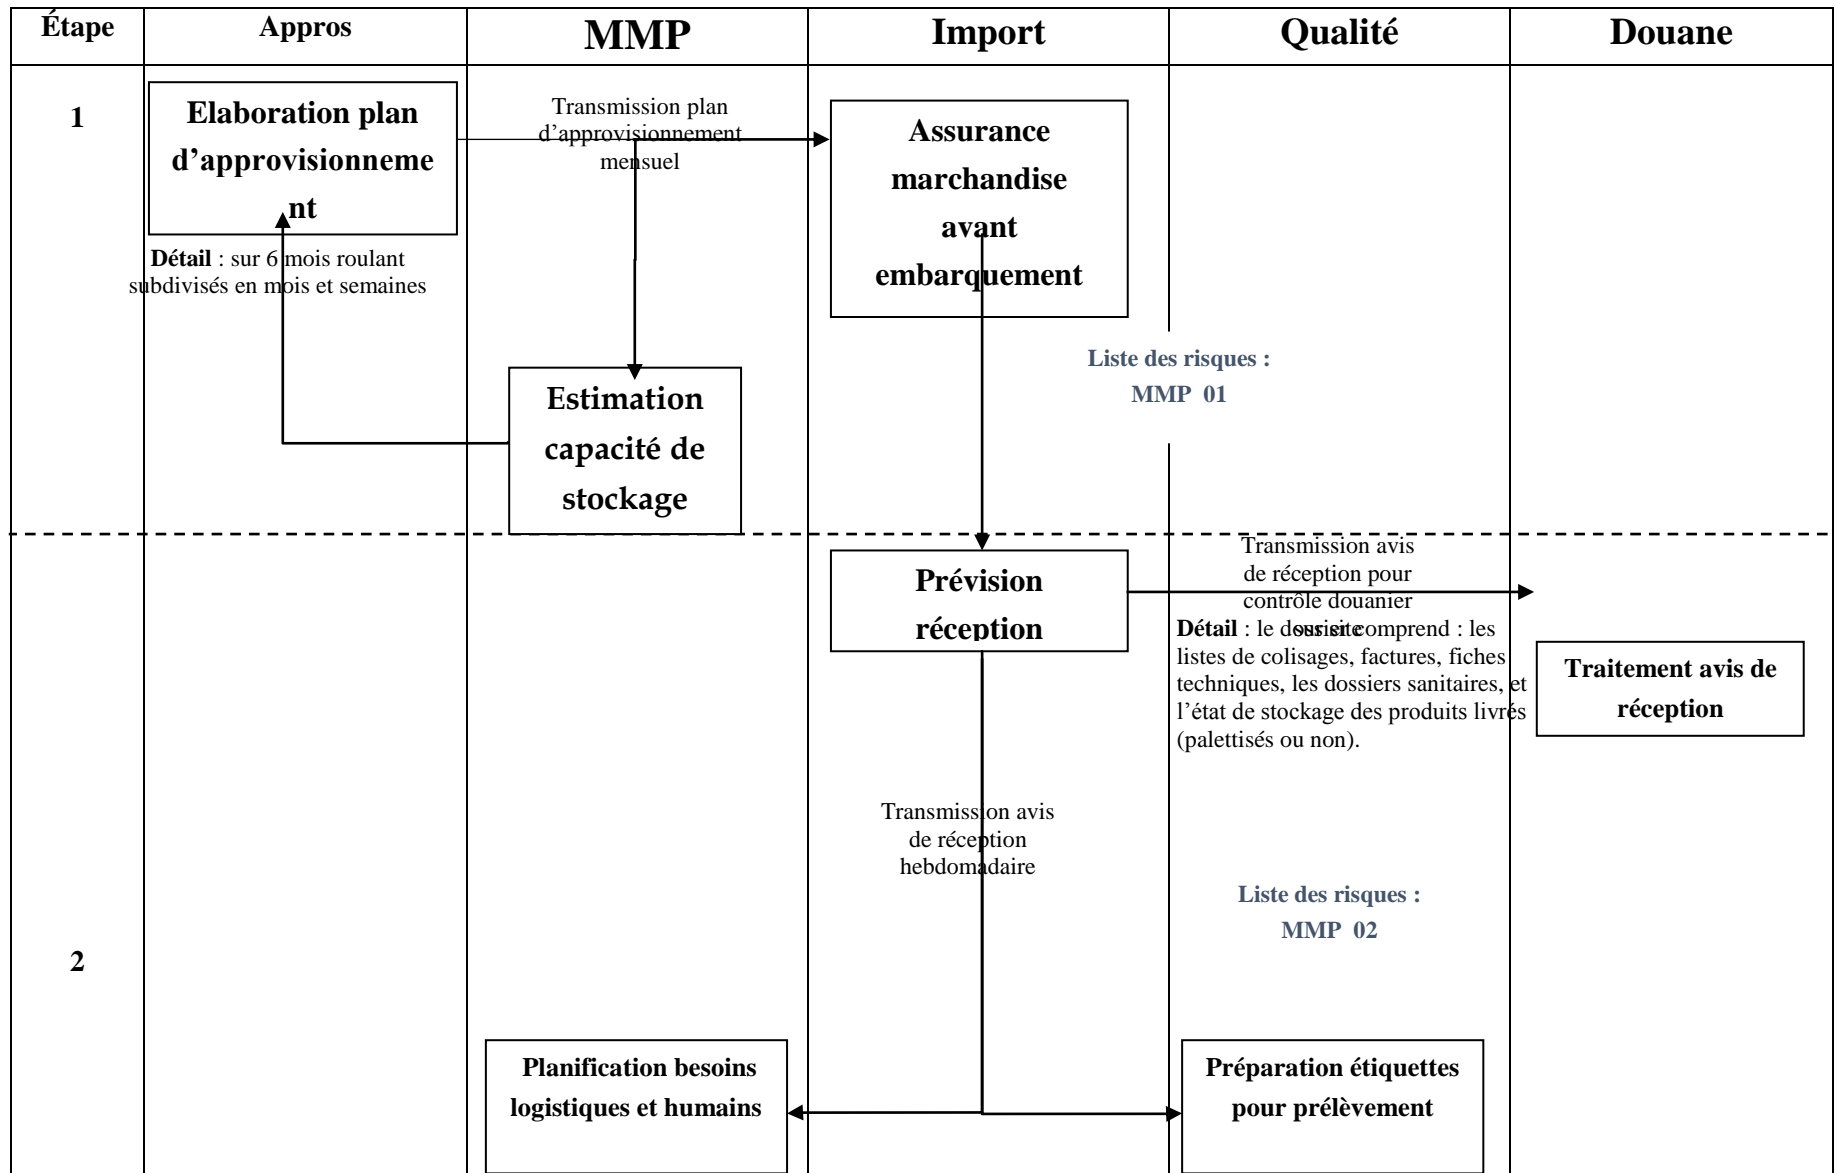 Étape
Appros
MMP
Import
Qualité
Douane
1
Elaboration plan
d’approvisionneme
nt
Détail : sur 6 mois roulant
subdivisés en mois et semaines
Transmission plan
d’approvisionnement
mensuel
Assurance
marchandise
avant
embarquement
Liste des risques :
MMP 01
Estimation
capacité de
stockage
2
Prévision
réception
Transmission avis
de réception pour
contrôle douanier
sur site
Détail : le dossier comprend : les
listes de colisages, factures, fiches
techniques, les dossiers sanitaires, et
l’état de stockage des produits livrés
(palettisés ou non).
Traitement avis de
réception
Transmission avis
de réception
hebdomadaire
Liste des risques :
MMP 02
Planification besoins
logistiques et humains
Préparation étiquettes
pour prélèvement